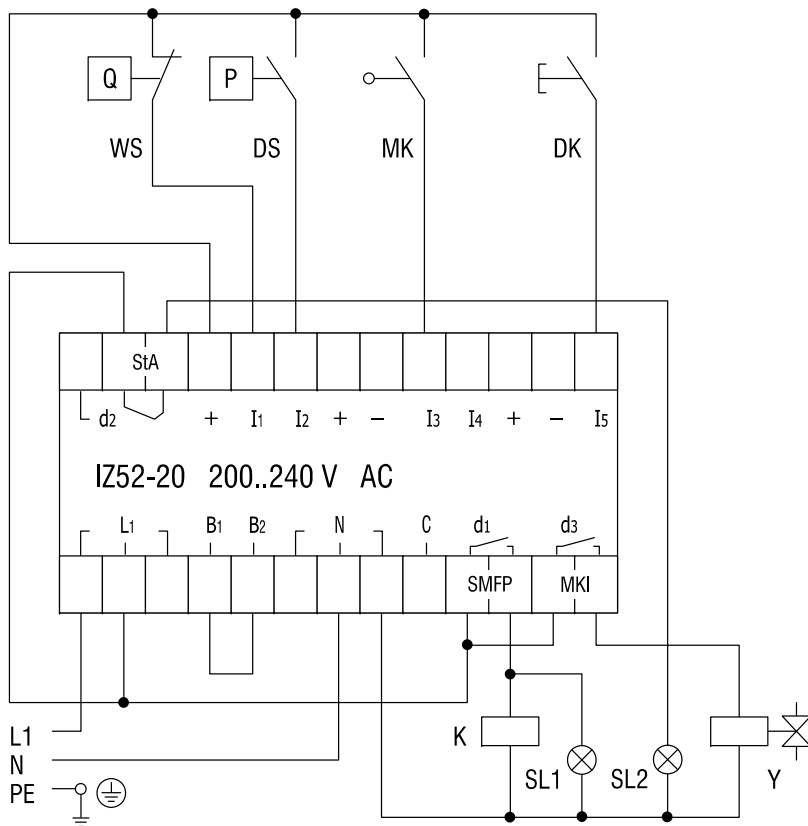 Q P
WS DS MK DK
StA
d2 + I1 I2 + − I3 I4 + − I5
IZ52-20 200..240 V AC
L1 B1 B2 N C d1 d3
SMFP MKI
L1
N
PE
K SL1 SL2 Y